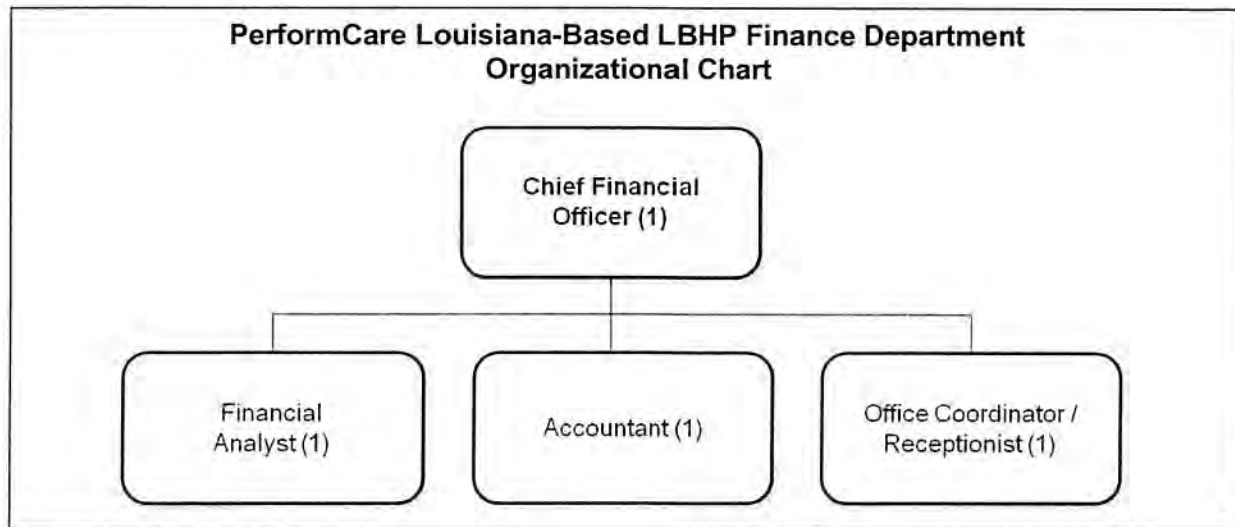 PerformCare Louisiana-Based LBHP Finance Department
Organizational Chart
Chief Financial
Officer (1)
Financial
Analyst (1)
Accountant (1)
Office Coordinator /
Receptionist (1)